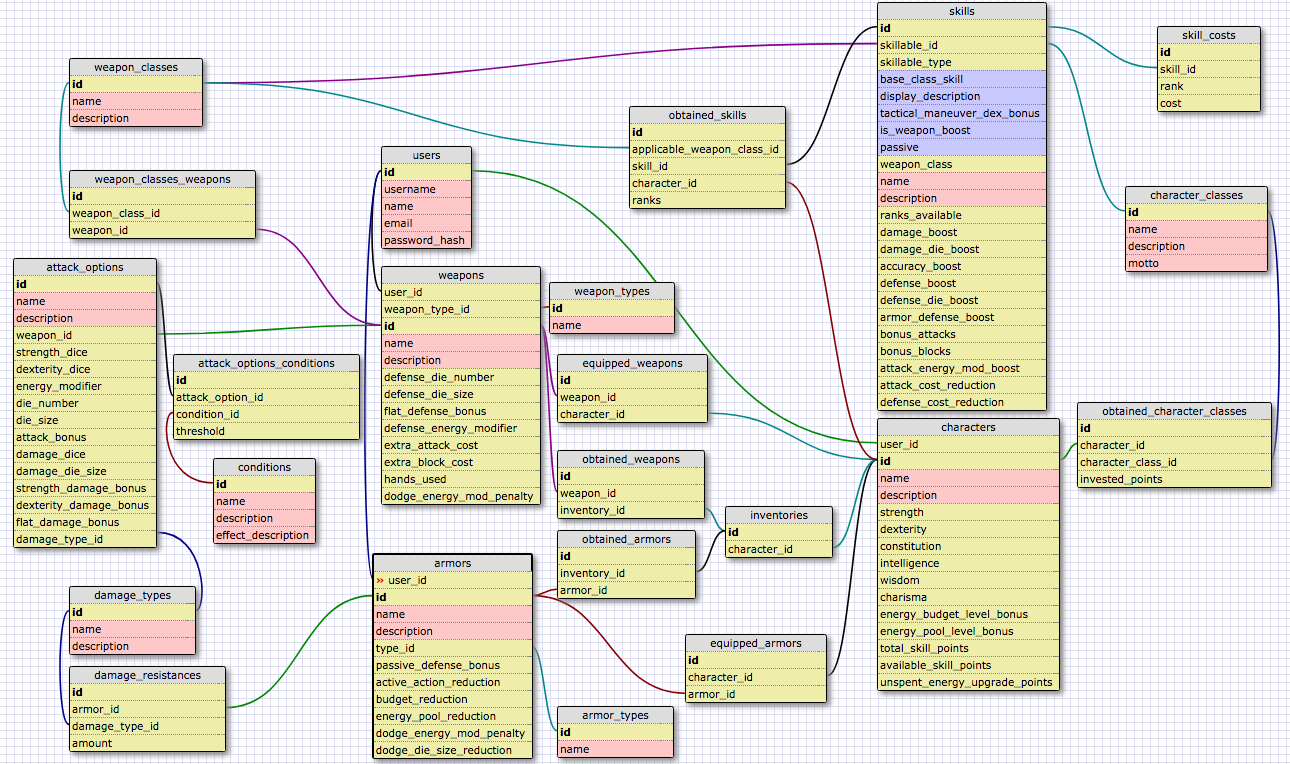 skills
id
skillable_id
skillable_type
base_class_skill
display_description
tactical_maneuver_dex_bonus
is_weapon_boost
passive
weapon_class
name
description
ranks_available
damage_boost
damage_die_boost
accuracy_boost
defense_boost
defense_die_boost
armor_defense_boost
bonus_attacks
bonus_blocks
attack_energy_mod_boost
attack_cost_reduction
defense_cost_reduction
skill_costs
id
skill_id
rank
cost
weapon_classes
id
name
description
obtained_skills
id
applicable_weapon_class_id
skill_id
character_id
ranks
users
id
username
name
email
password_hash
weapon_classes_weapons
id
weapon_class_id
weapon_id
character_classes
id
name
description
motto
attack_options
id
name
description
weapon_id
strength_dice
dexterity_dice
energy_modifier
die_number
die_size
attack_bonus
damage_dice
damage_die_size
strength_damage_bonus
dexterity_damage_bonus
flat_damage_bonus
damage_type_id
weapons
user_id
weapon_type_id
id
name
description
defense_die_number
defense_die_size
flat_defense_bonus
defense_energy_modifier
extra_attack_cost
extra_block_cost
hands_used
dodge_energy_mod_penalty
weapon_types
id
name
attack_options_conditions
id
attack_option_id
condition_id
threshold
equipped_weapons
id
weapon_id
character_id
obtained_character_classes
id
character_id
character_class_id
invested_points
characters
user_id
id
name
description
strength
dexterity
constitution
intelligence
wisdom
charisma
energy_budget_level_bonus
energy_pool_level_bonus
total_skill_points
available_skill_points
unspent_energy_upgrade_points
conditions
id
name
description
effect_description
obtained_weapons
id
weapon_id
inventory_id
inventories
id
character_id
obtained_armors
id
inventory_id
armor_id
armors
» user_id
id
name
description
type_id
passive_defense_bonus
active_action_reduction
budget_reduction
energy_pool_reduction
dodge_energy_mod_penalty
dodge_die_size_reduction
damage_types
id
name
description
equipped_armors
id
character_id
armor_id
damage_resistances
id
armor_id
damage_type_id
amount
armor_types
id
name